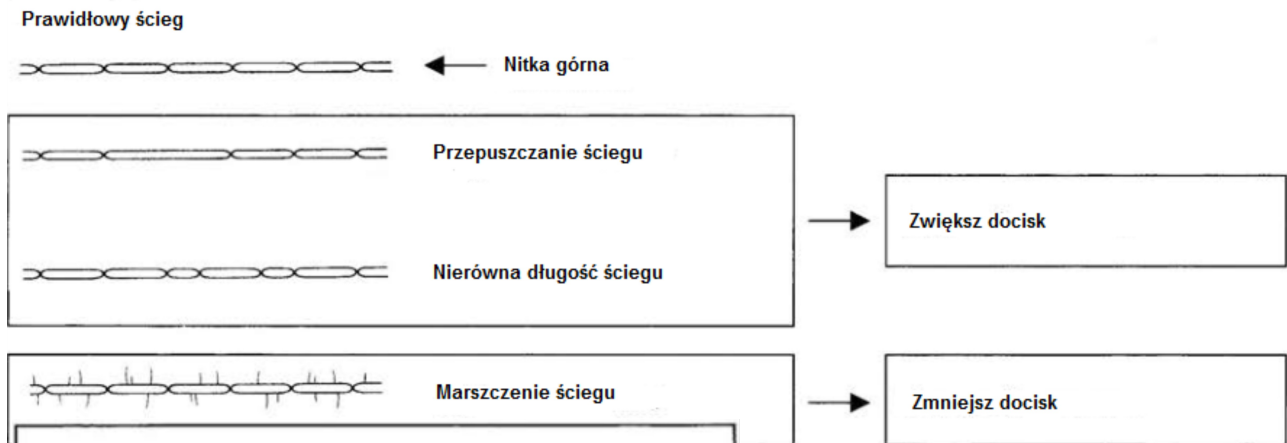 Prawidłowy ścieg
Nitka górna
Przepuszczanie ściegu
Zwiększ docisk
Nierówna długość ściegu
Marszczenie ściegu
Zmniejsz docisk